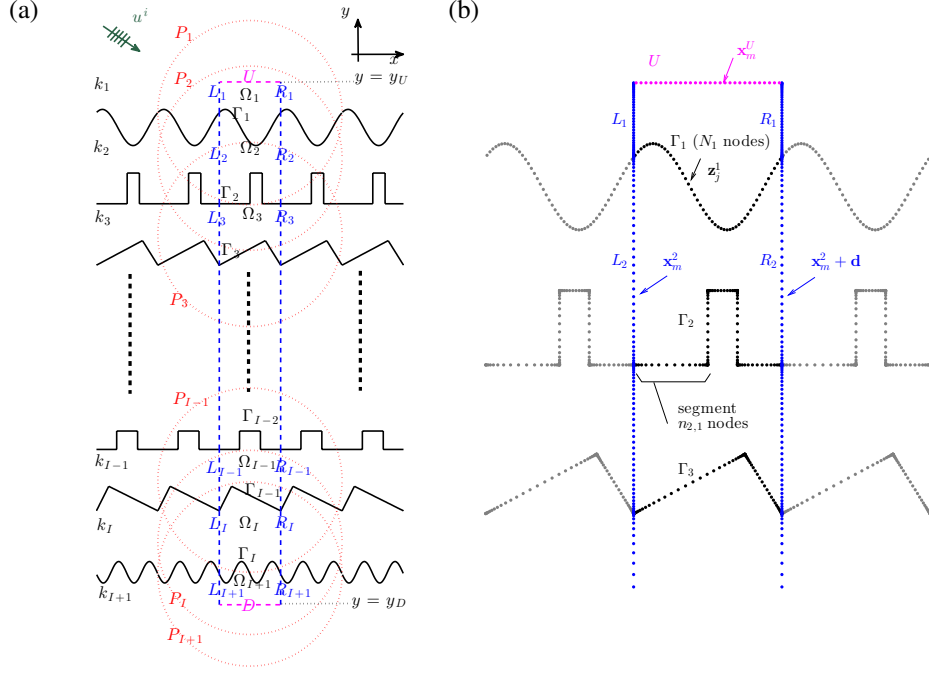 (a)
u^i
P_1
y
x
P_2
U
y = y_U
k_1
L_1
R_1
Ω_1
Γ_1
k_2
L_2
Ω_2
R_2
k_3
Γ_2
L_3
Ω_3
R_3
Γ_3
P_3
P_{I−1}
Γ_{I−2}
k_{I−1}
L_{I−1}
Ω_{I−1}
R_{I−1}
Γ_{I−1}
k_I
L_I
Ω_I
R_I
Γ_I
k_{I+1}
L_{I+1}
Ω_{I+1}
R_{I+1}
P_I
D
y = y_D
P_{I+1}
(b)
x_m^U
U
L_1
R_1
Γ_1 (N_1 nodes)
z_j^1
L_2
x_m^2
R_2
x_m^2 + d
Γ_2
segment
n_{2,1} nodes
Γ_3